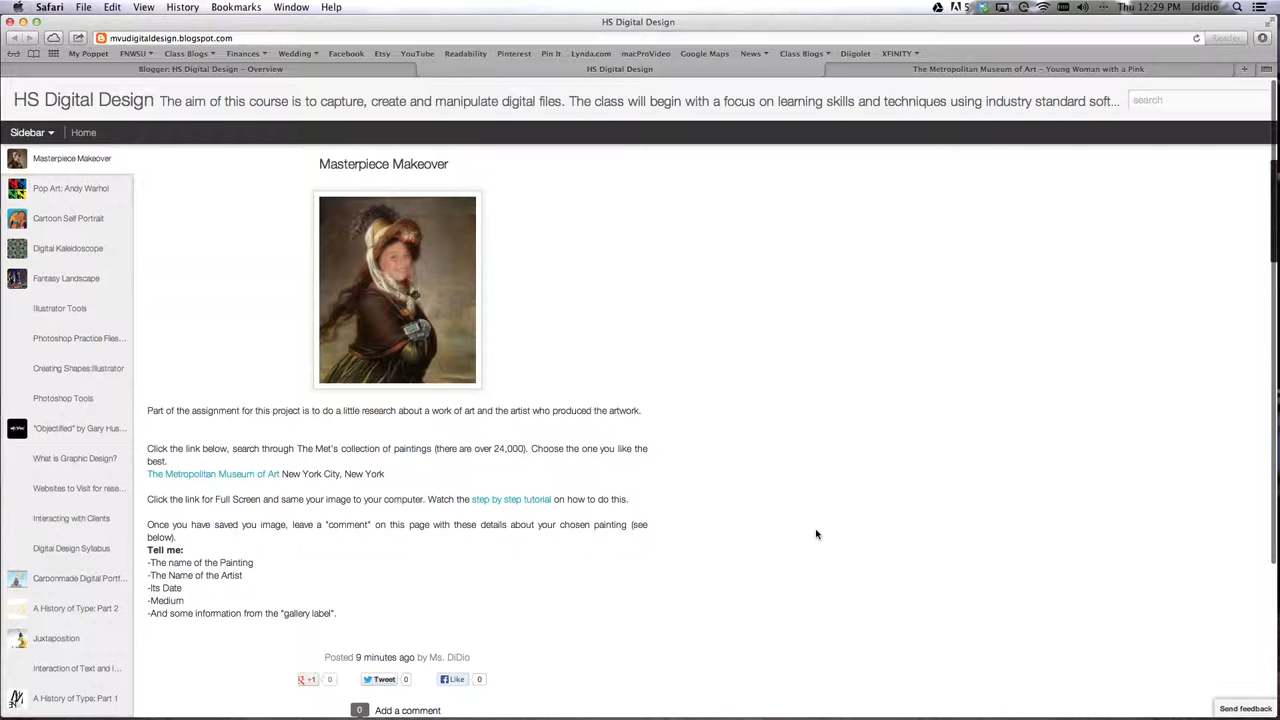 Safari File Edit View History Bookmarks Window Help
5 Thu 12:29 PM ldidio
HS Digital Design
mvudigitaldesign.blogspot.com Reader
My Poppet FNWSU Class Blogs Finances Wedding Facebook Etsy YouTube Readability Pinterest Pin It Lynda.com macProVideo Google Maps News Class Blogs Diigolet XFINITY
Blogger: HS Digital Design – Overview HS Digital Design The Metropolitan Museum of Art – Young Woman with a Pink
HS Digital Design The aim of this course is to capture, create and manipulate digital files. The class will begin with a focus on learning skills and techniques using industry standard soft... search
Sidebar Home
Masterpiece Makeover
Pop Art: Andy Warhol
Cartoon Self Portrait
Digital Kaleidoscope
Fantasy Landscape
Illustrator Tools
Photoshop Practice Files...
Creating Shapes:Illustrator
Photoshop Tools
"Objectified" by Gary Hus...
What is Graphic Design?
Websites to Visit for rese...
Interacting with Clients
Digital Design Syllabus
Carbonmade Digital Portf...
A History of Type: Part 2
Juxtaposition
Interaction of Text and I...
A History of Type: Part 1
Masterpiece Makeover
Part of the assignment for this project is to do a little research about a work of art and the artist who produced the artwork.
Click the link below, search through The Met's collection of paintings (there are over 24,000). Choose the one you like the
best.
The Metropolitan Museum of Art New York City, New York
Click the link for Full Screen and same your image to your computer. Watch the step by step tutorial on how to do this.
Once you have saved you image, leave a "comment" on this page with these details about your chosen painting (see
below).
Tell me:
-The name of the Painting
-The Name of the Artist
-Its Date
-Medium
-And some information from the "gallery label".
Posted 9 minutes ago by Ms. DiDio
+1 0 Tweet 0 Like 0
0 Add a comment
Send feedback